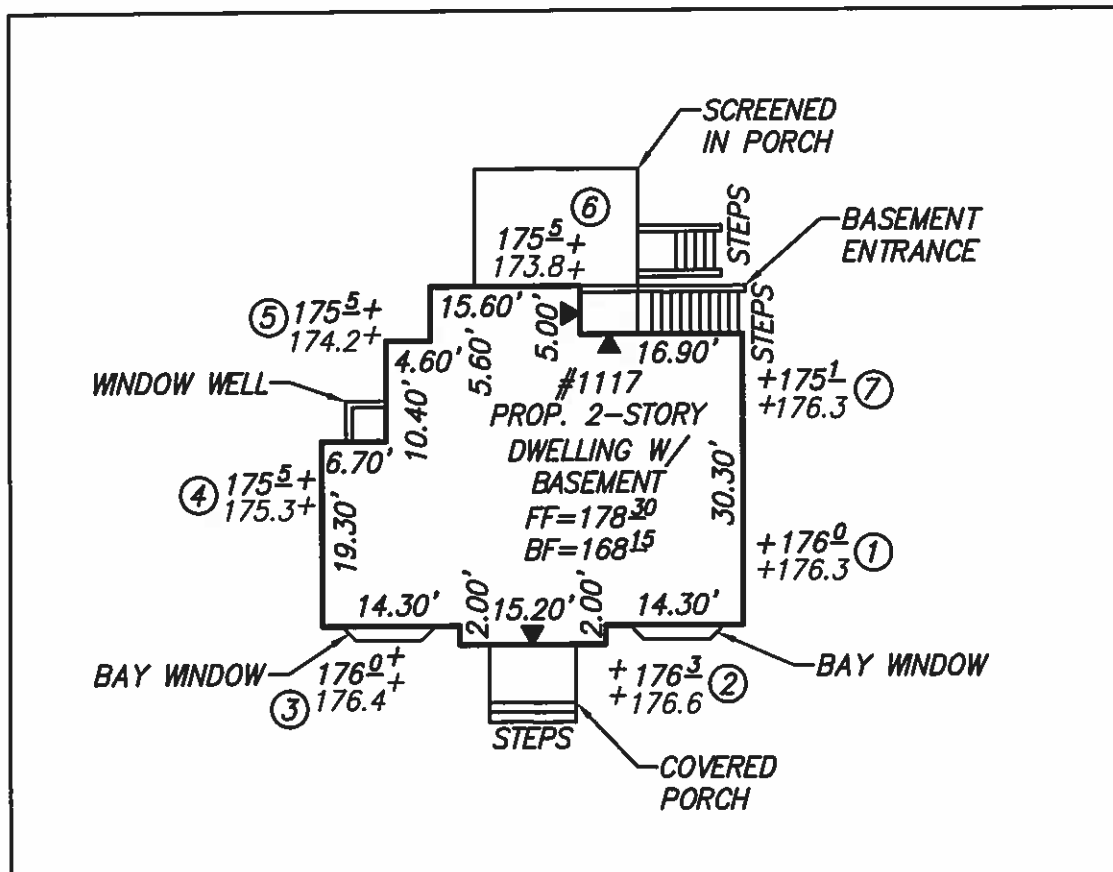 SCREENED
IN PORCH
⑥
175 5 +
173.8 +
STEPS
BASEMENT
ENTRANCE
⑤ 175 5 +
174.2 +
15.60'
5.00'
STEPS
4.60'
5.60'
16.90'
WINDOW WELL
10.40'
#1117
PROP. 2-STORY
DWELLING W/
BASEMENT
FF=178 30
BF=168 15
+175 1
+176.3 ⑦
6.70'
④ 175 5 +
175.3 +
19.30'
30.30'
+176 0
+176.3 ①
14.30'
2.00'
15.20'
2.00'
14.30'
BAY WINDOW
③ 176 0 +
176.4 +
+ 176 3
+ 176.6 ②
BAY WINDOW
STEPS
COVERED
PORCH